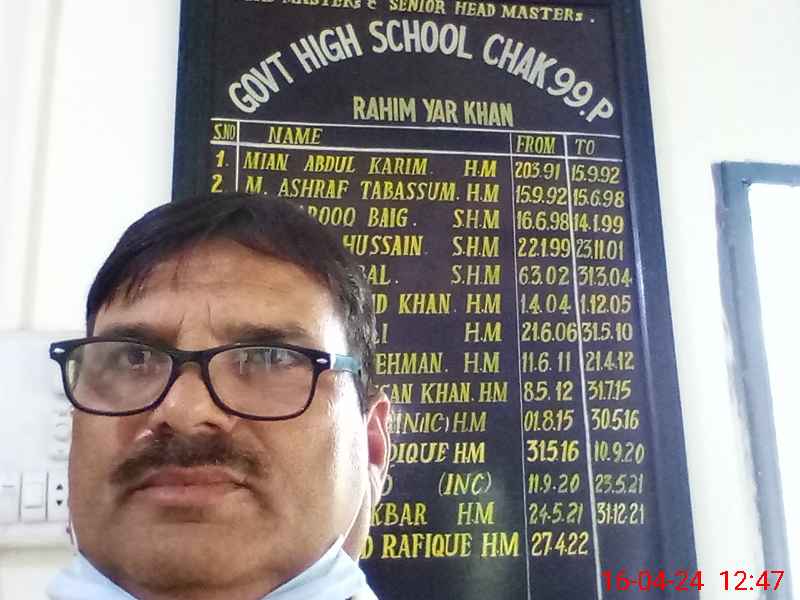 MASTERS & SENIOR HEAD MASTERS.
GOVT HIGH SCHOOL CHAK 99.P
RAHIM YAR KHAN
S.NO NAME FROM TO
1. MIAN ABDUL KARIM. H.M 20.3.91 15.9.92
2 M. ASHRAF TABASSUM. H.M 15.9.92 15.6.98
ROOQ BAIG. S.H.M 16.6.98 14.1.99
HUSSAIN S.H.M 22.1.99 23.11.01
BAL. S.H.M 6.3.02 31.3.04
D KHAN H.M 1.4.04 1.12.05
LI H.M 21.6.06 31.5.10
EHMAN. H.M 11.6.11 21.4.12
SAN KHAN. HM 8.5.12 31.7.15
(INC) H.M 01.8.15 30.5.16
DIQUE HM 31.5.16 10.9.20
(INC) 11.9.20 23.5.21
KBAR H.M 24.5.21 31.12.21
D RAFIQUE H.M 27.4.22
16-04-24 12:47